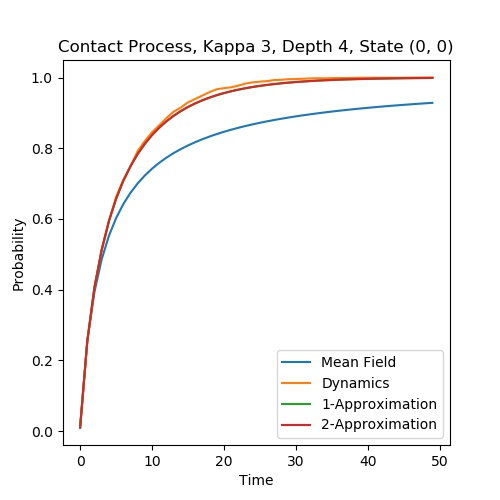 Contact Process, Kappa 3, Depth 4, State (0, 0)
1.0
0.8
0.6
0.4
0.2
0.0
Probability
0 10 20 30 40 50
Time
Mean Field
Dynamics
1-Approximation
2-Approximation